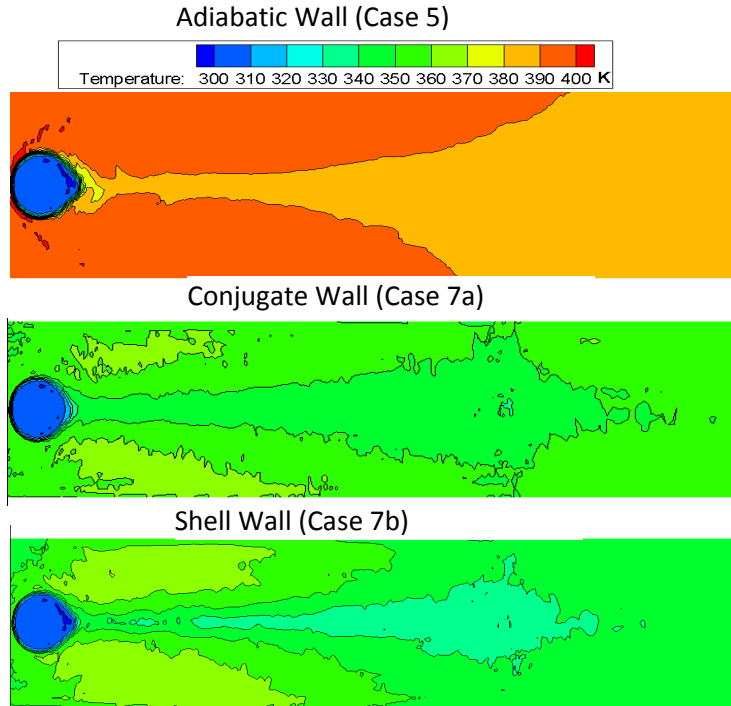 Adiabatic Wall (Case 5)
Temperature: 300 310 320 330 340 350 360 370 380 390 400 K
Conjugate Wall (Case 7a)
Shell Wall (Case 7b)